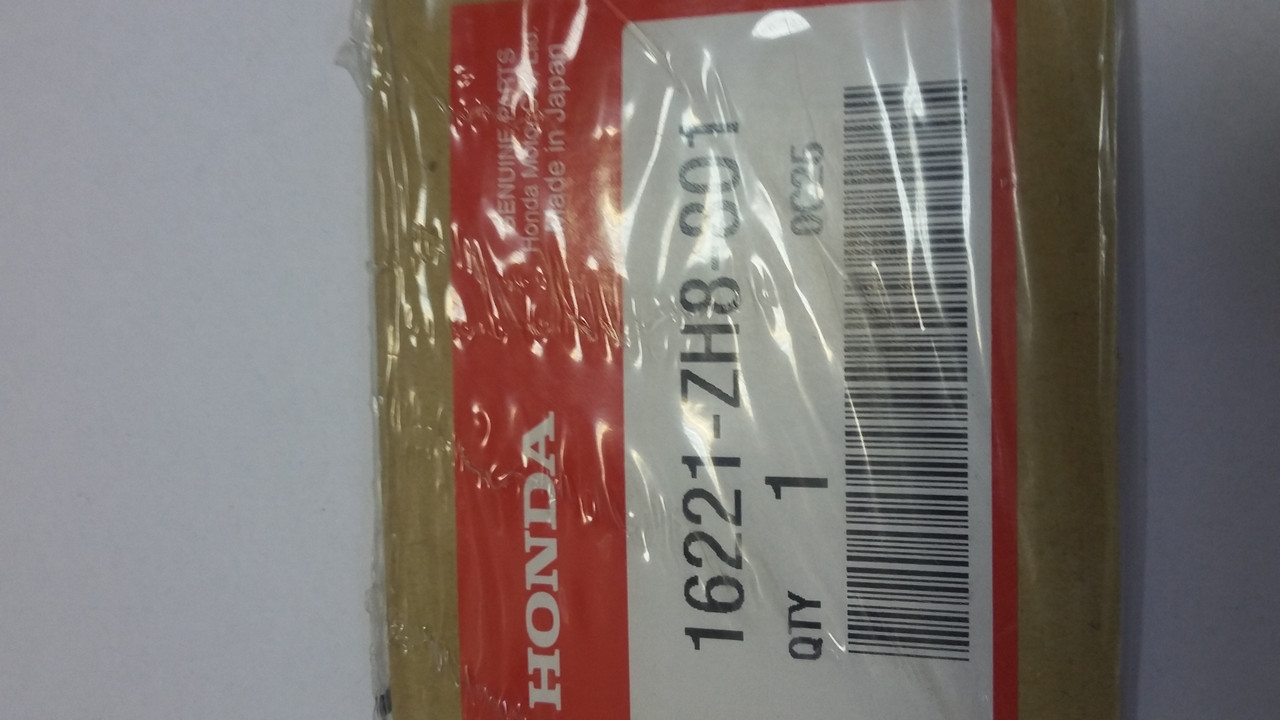 HONDA
GENUINE PARTS
Honda Motor Co., Ltd.
Made in Japan
16221-ZH8-801
QTY 1
0C25